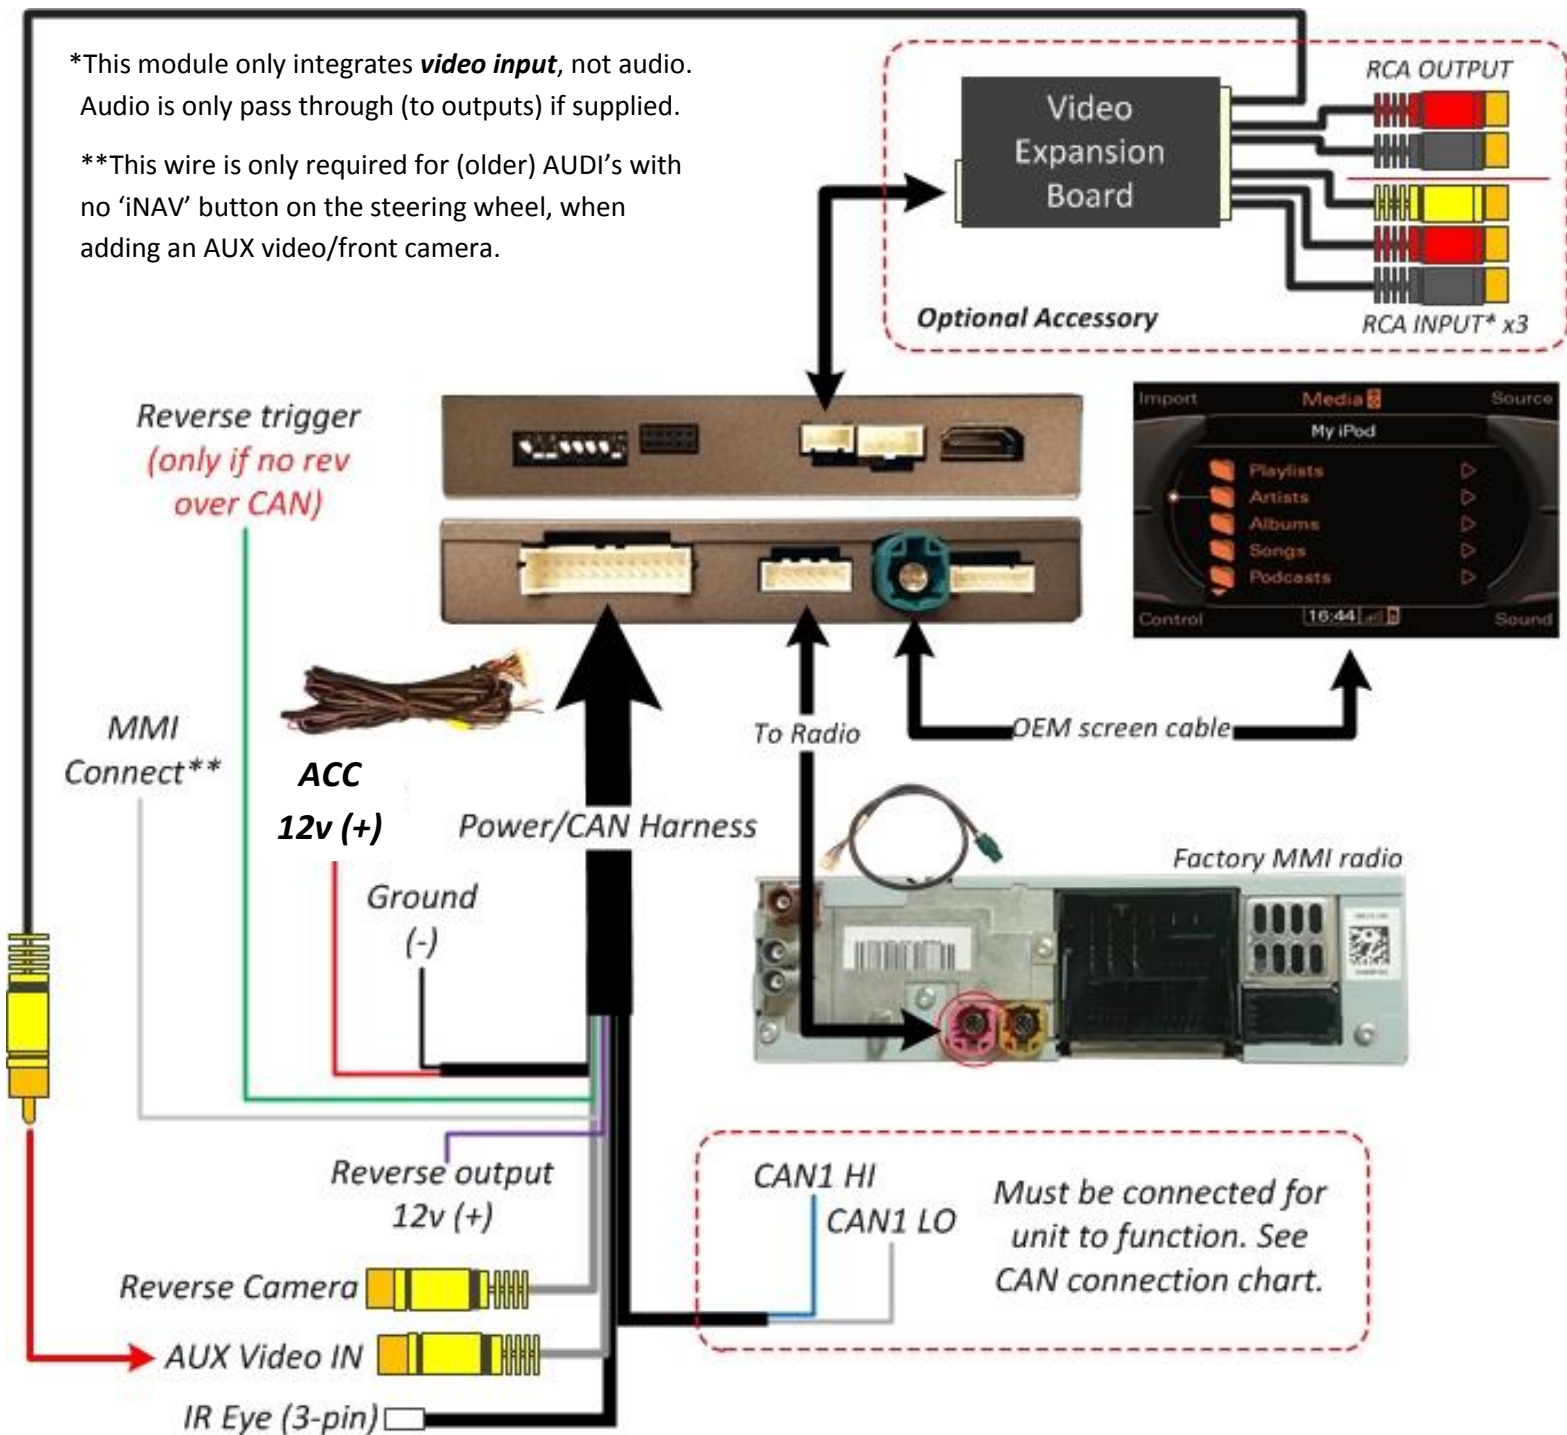 *This module only integrates video input, not audio.
Audio is only pass through (to outputs) if supplied.
**This wire is only required for (older) AUDI's with
no ‘iNAV’ button on the steering wheel, when
adding an AUX video/front camera.
Video
Expansion
Board
RCA OUTPUT
RCA INPUT* x3
Optional Accessory
Reverse trigger
(only if no rev
over CAN)
Import
Media
Source
My iPod
Playlists
Artists
Albums
Songs
Podcasts
Control
16:44
Sound
MMI
Connect**
ACC
12v (+)
Ground
(-)
Power/CAN Harness
To Radio
OEM screen cable
Factory MMI radio
Reverse output
12v (+)
CAN1 HI
CAN1 LO
Must be connected for
unit to function. See
CAN connection chart.
Reverse Camera
AUX Video IN
IR Eye (3-pin)